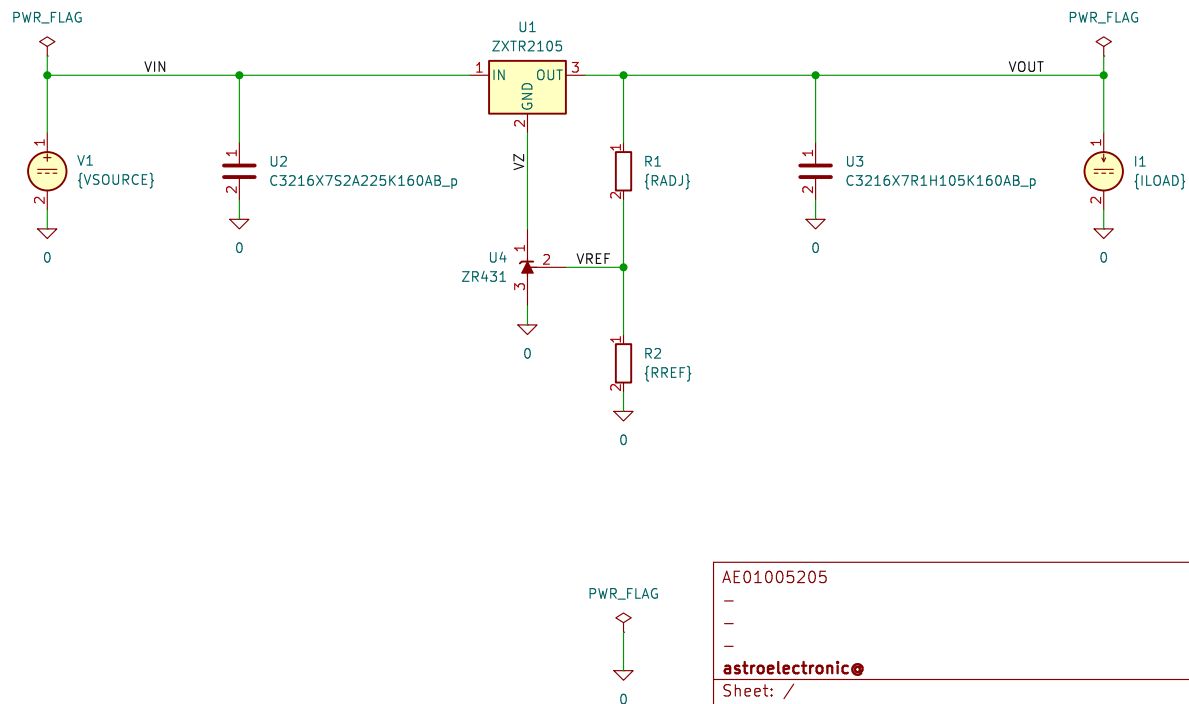 PWR_FLAG
PWR_FLAG
U1
ZXTR2105
VIN
1 IN OUT 3
VOUT
GND
2
VZ
1
V1
{VSOURCE}
2
0
1
U2
C3216X7S2A225K160AB_p
2
0
1
R1
{RADJ}
2
1
U3
C3216X7R1H105K160AB_p
2
0
1
I1
{ILOAD}
2
0
U4
ZR431
1
2
3
VREF
0
1
R2
{RREF}
2
0
PWR_FLAG
0
AE01005205
–
–
–
astroelectronic@
Sheet: /